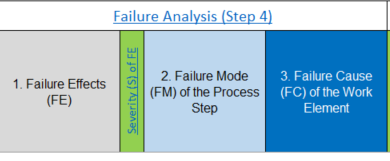 Failure Analysis (Step 4)
1. Failure Effects
(FE)
Severity (S) of FE
2. Failure Mode
(FM) of the Process
Step
3. Failure Cause
(FC) of the Work
Element